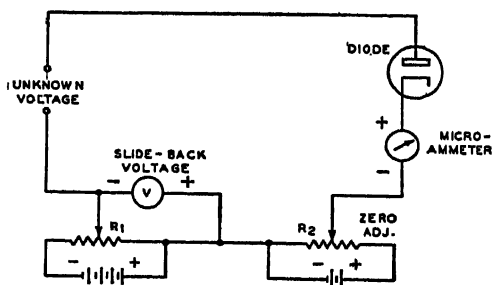 DIODE
UNKNOWN
VOLTAGE
+
MICRO-
AMMETER
-
SLIDE-BACK
VOLTAGE
- V +
R1
R2
ZERO
ADJ.
- +
- +